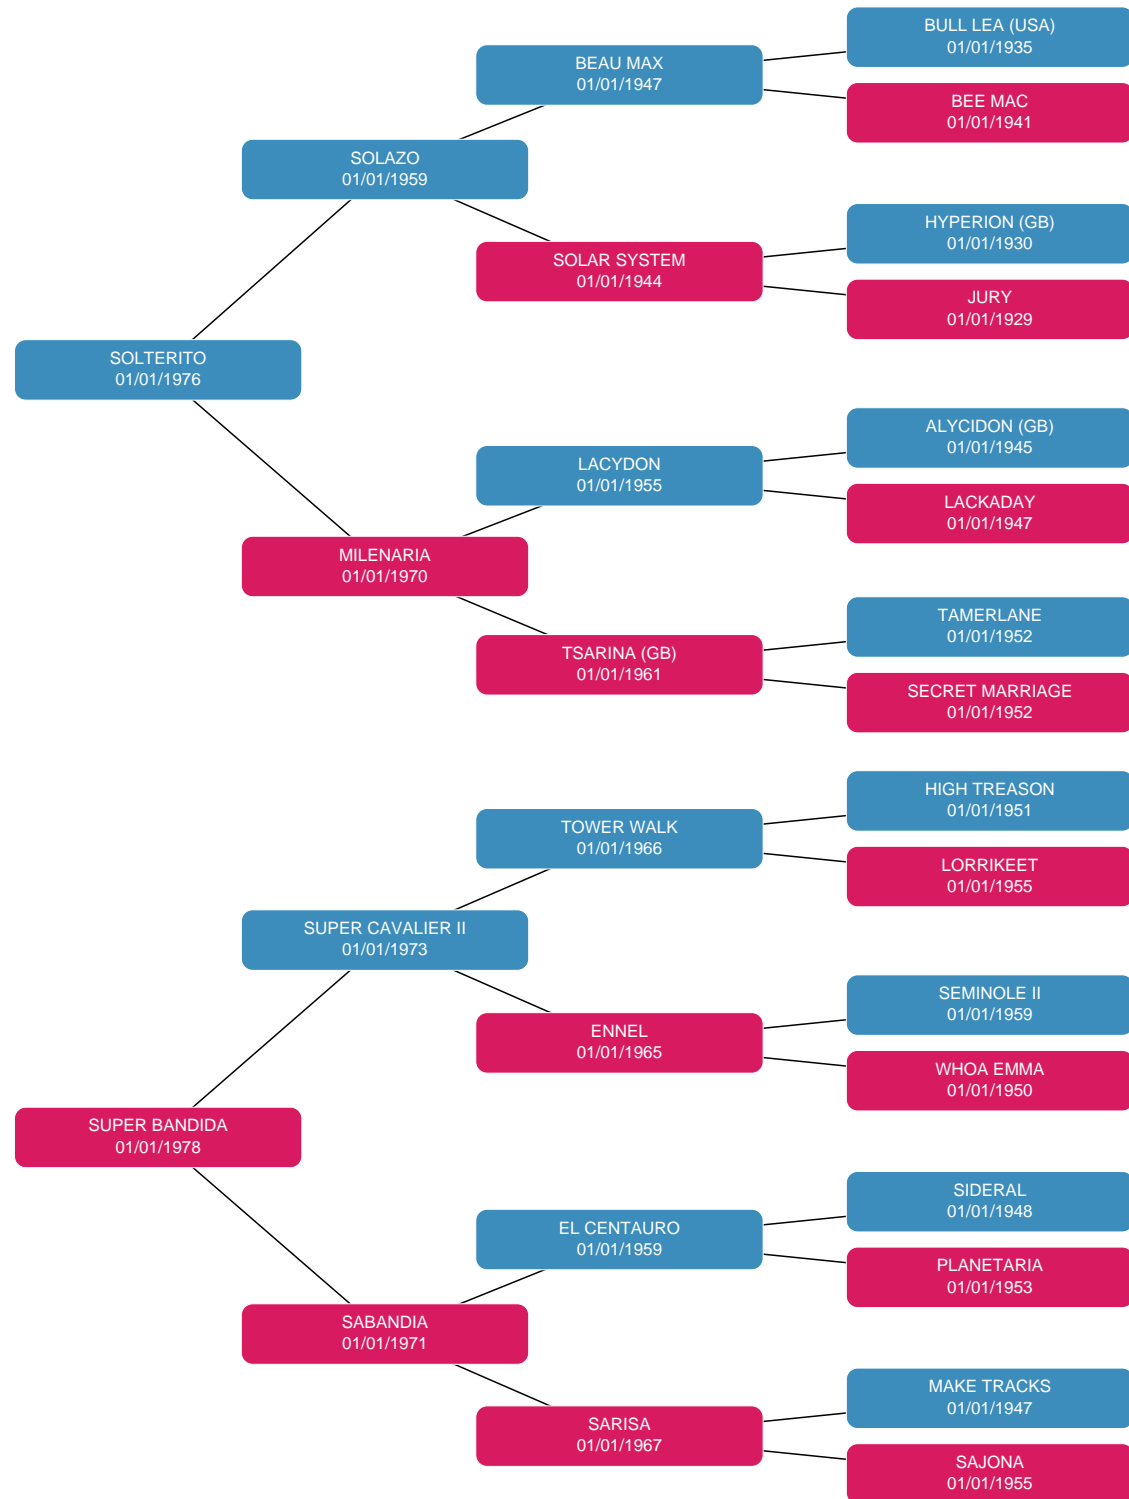 BULL LEA (USA)
01/01/1935
BEAU MAX
01/01/1947
BEE MAC
01/01/1941
SOLAZO
01/01/1959
HYPERION (GB)
01/01/1930
SOLAR SYSTEM
01/01/1944
JURY
01/01/1929
SOLTERITO
01/01/1976
ALYCIDON (GB)
01/01/1945
LACYDON
01/01/1955
LACKADAY
01/01/1947
MILENARIA
01/01/1970
TAMERLANE
01/01/1952
TSARINA (GB)
01/01/1961
SECRET MARRIAGE
01/01/1952
HIGH TREASON
01/01/1951
TOWER WALK
01/01/1966
LORRIKEET
01/01/1955
SUPER CAVALIER II
01/01/1973
SEMINOLE II
01/01/1959
ENNEL
01/01/1965
WHOA EMMA
01/01/1950
SUPER BANDIDA
01/01/1978
SIDERAL
01/01/1948
EL CENTAURO
01/01/1959
PLANETARIA
01/01/1953
SABANDIA
01/01/1971
MAKE TRACKS
01/01/1947
SARISA
01/01/1967
SAJONA
01/01/1955